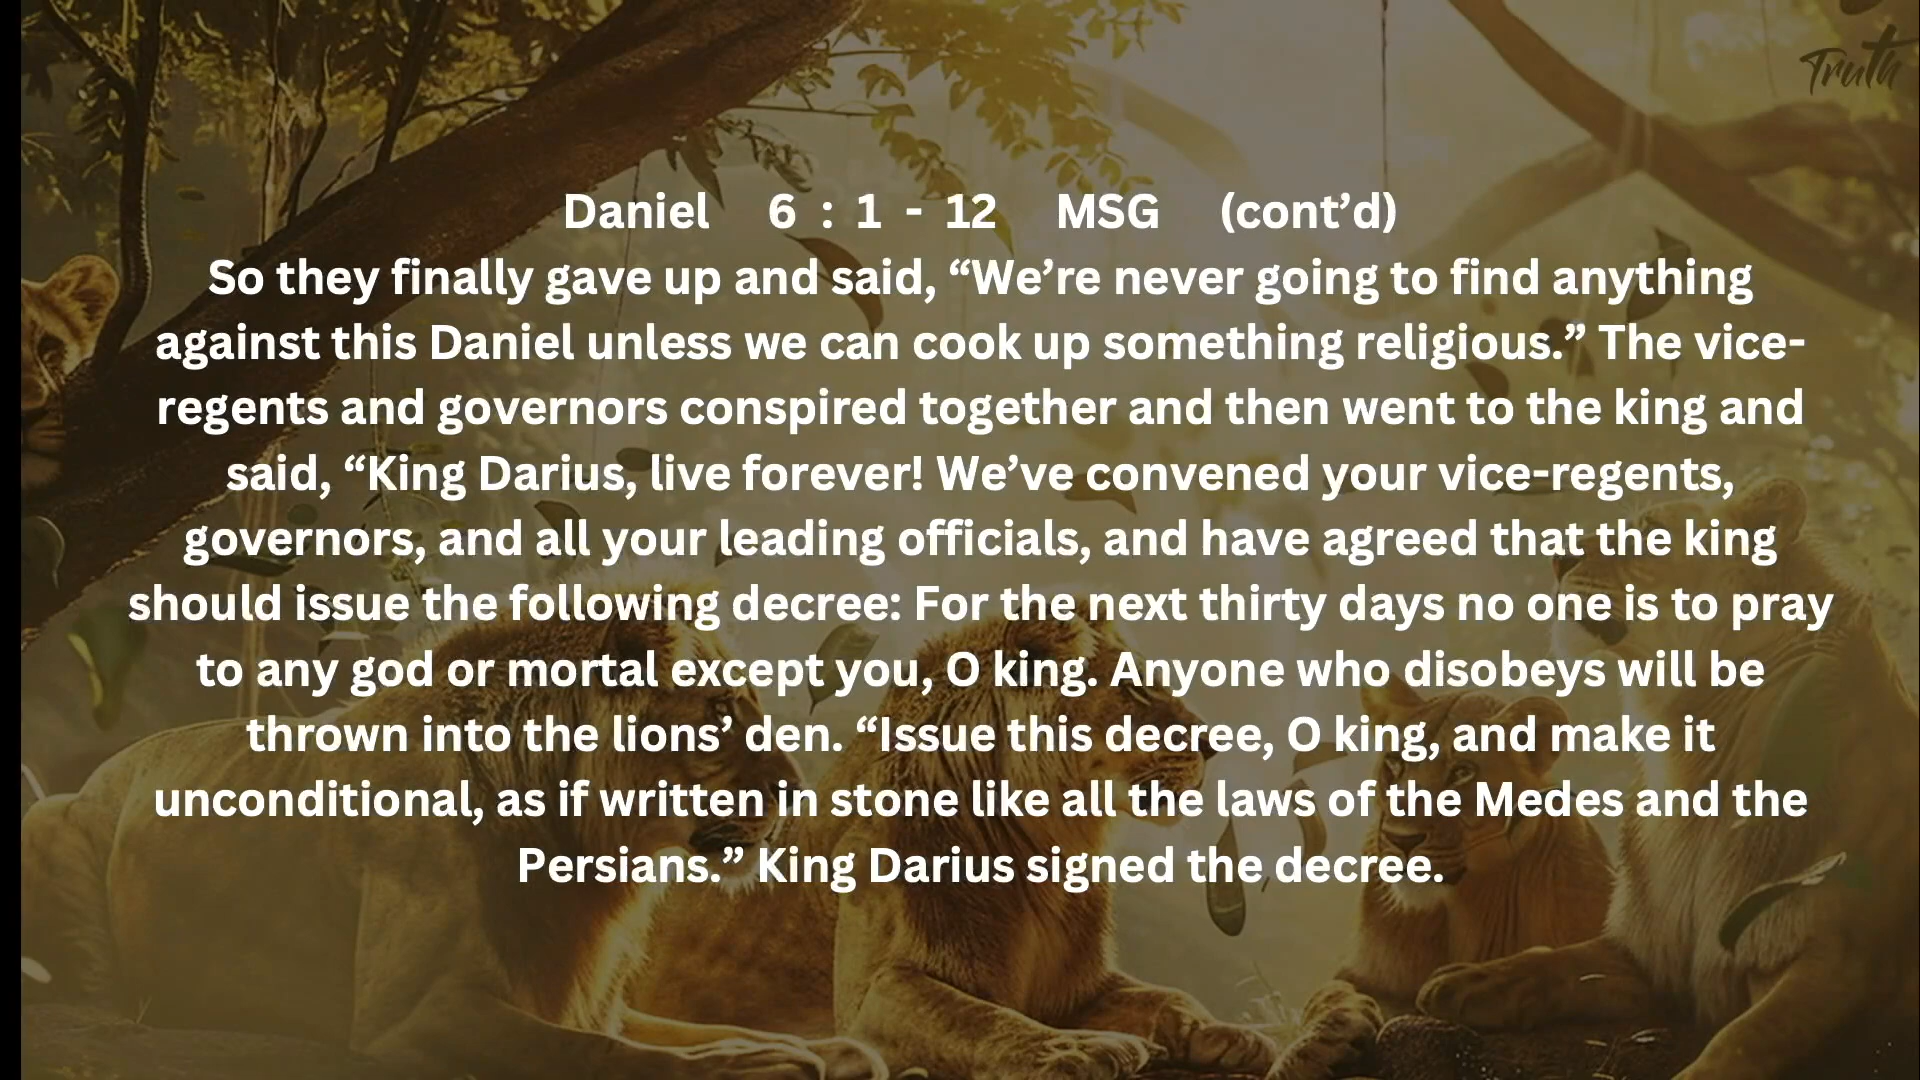 Truth
Daniel 6 : 1 - 12 MSG (cont’d)
So they finally gave up and said, “We’re never going to find anything
against this Daniel unless we can cook up something religious.” The vice-
regents and governors conspired together and then went to the king and
said, “King Darius, live forever! We’ve convened your vice-regents,
governors, and all your leading officials, and have agreed that the king
should issue the following decree: For the next thirty days no one is to pray
to any god or mortal except you, O king. Anyone who disobeys will be
thrown into the lions’ den. “Issue this decree, O king, and make it
unconditional, as if written in stone like all the laws of the Medes and the
Persians.” King Darius signed the decree.